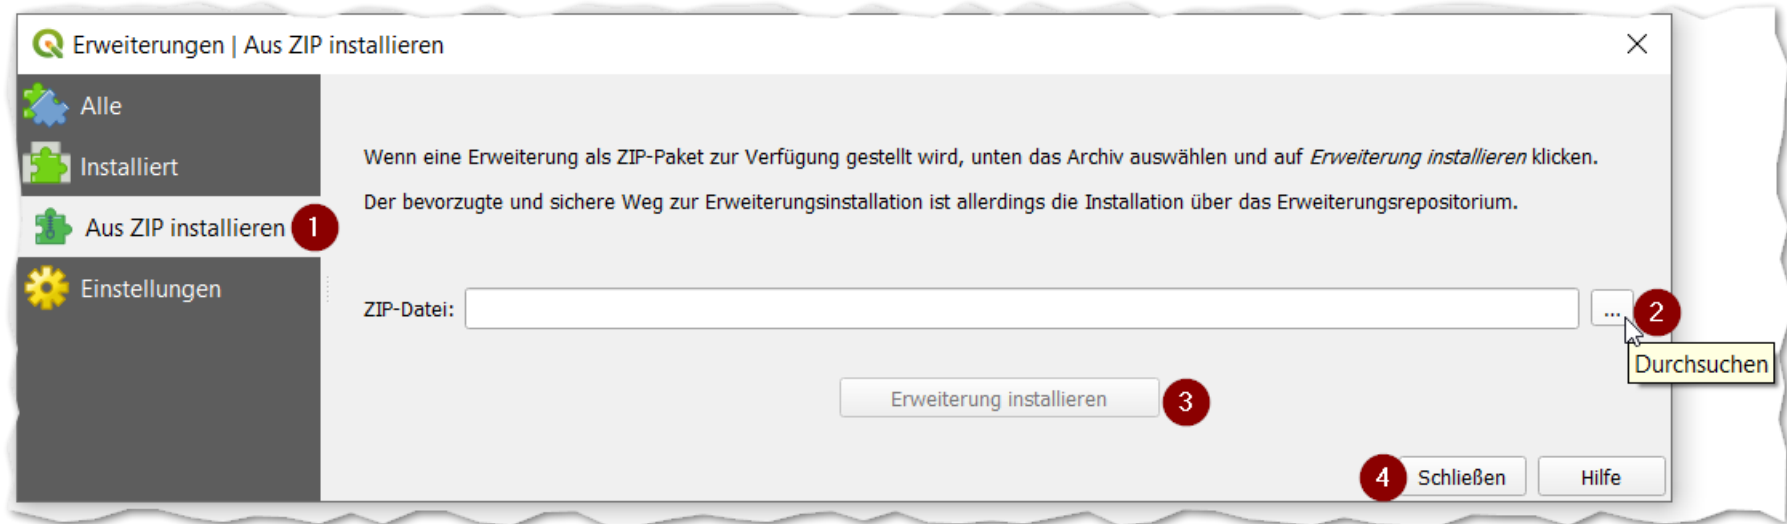 Erweiterungen | Aus ZIP installieren
Alle
Installiert
Aus ZIP installieren 1
Einstellungen
Wenn eine Erweiterung als ZIP-Paket zur Verfügung gestellt wird, unten das Archiv auswählen und auf Erweiterung installieren klicken.
Der bevorzugte und sichere Weg zur Erweiterungsinstallation ist allerdings die Installation über das Erweiterungsrepositorium.
ZIP-Datei: ... 2
Durchsuchen
Erweiterung installieren 3
4 Schließen Hilfe